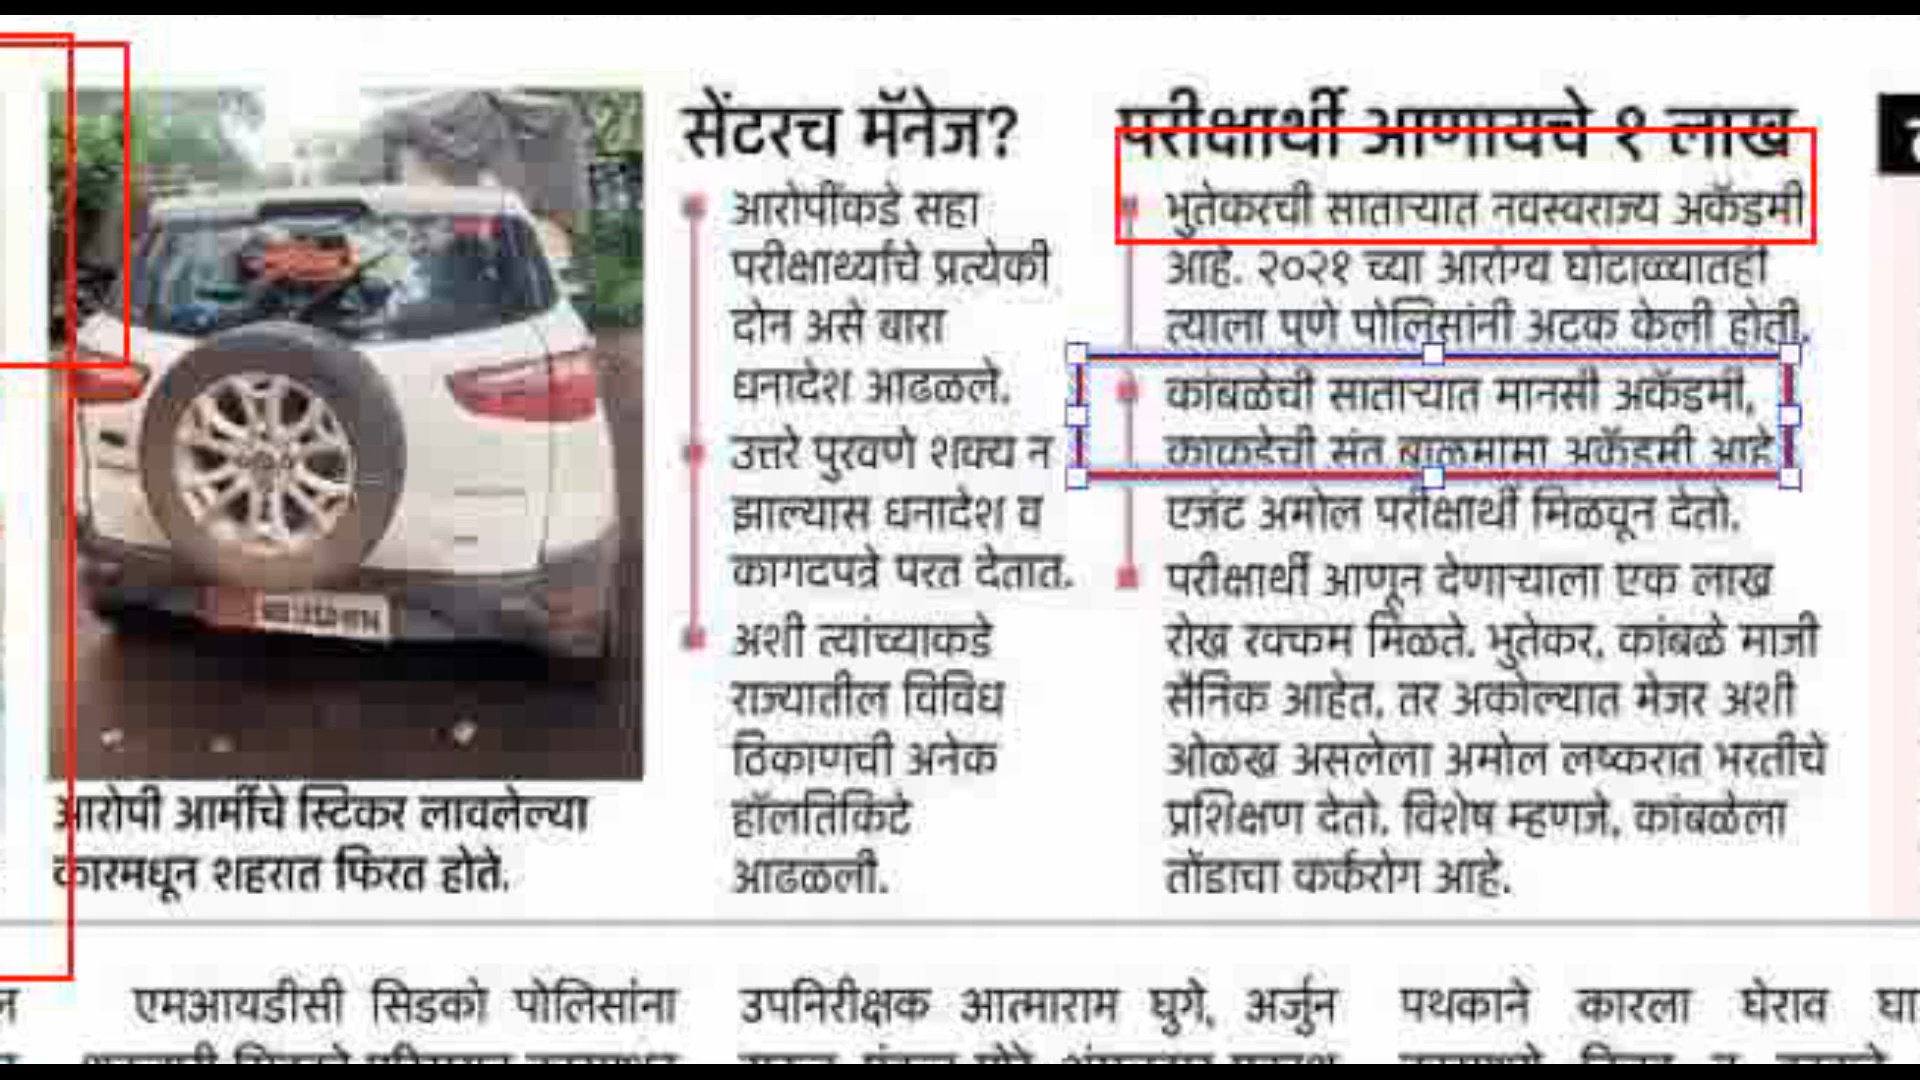 सेंटरच मॅनेज?
आरोपींकडे सहा
परीक्षार्थ्यांचे प्रत्येकी
दोन असे बारा
धनादेश आढळले.
उत्तरे पुरवणे शक्य न
झाल्यास धनादेश व
कागदपत्रे परत देतात.
अशी त्यांच्याकडे
राज्यातील विविध
ठिकाणची अनेक
हॉलतिकिटे
आढळली.
परीक्षार्थी आणायचे १ लाख
भुतेकरची साताऱ्यात नवस्वराज्य अकॅडमी
आहे. २०२१ च्या आरोग्य घोटाळ्यातही
त्याला पुणे पोलिसांनी अटक केली होती.
कांबळेची साताऱ्यात मानसी अकॅडमी,
काकडेची संत बाळूमामा अकॅडमी आहे
एजंट अमोल परीक्षार्थी मिळवून देतो.
परीक्षार्थी आणून देणाऱ्याला एक लाख
रोख रक्कम मिळते. भुतेकर, कांबळे माजी
सैनिक आहेत, तर अकोल्यात मेजर अशी
ओळख असलेला अमोल लष्करात भरतीचे
प्रशिक्षण देतो. विशेष म्हणजे, कांबळेला
तोंडाचा कर्करोग आहे.
आरोपी आर्मीचे स्टिकर लावलेल्या
कारमधून शहरात फिरत होते.
एमआयडीसी सिडको पोलिसांना
उपनिरीक्षक आत्माराम घुगे, अर्जुन
पथकाने कारला घेराव